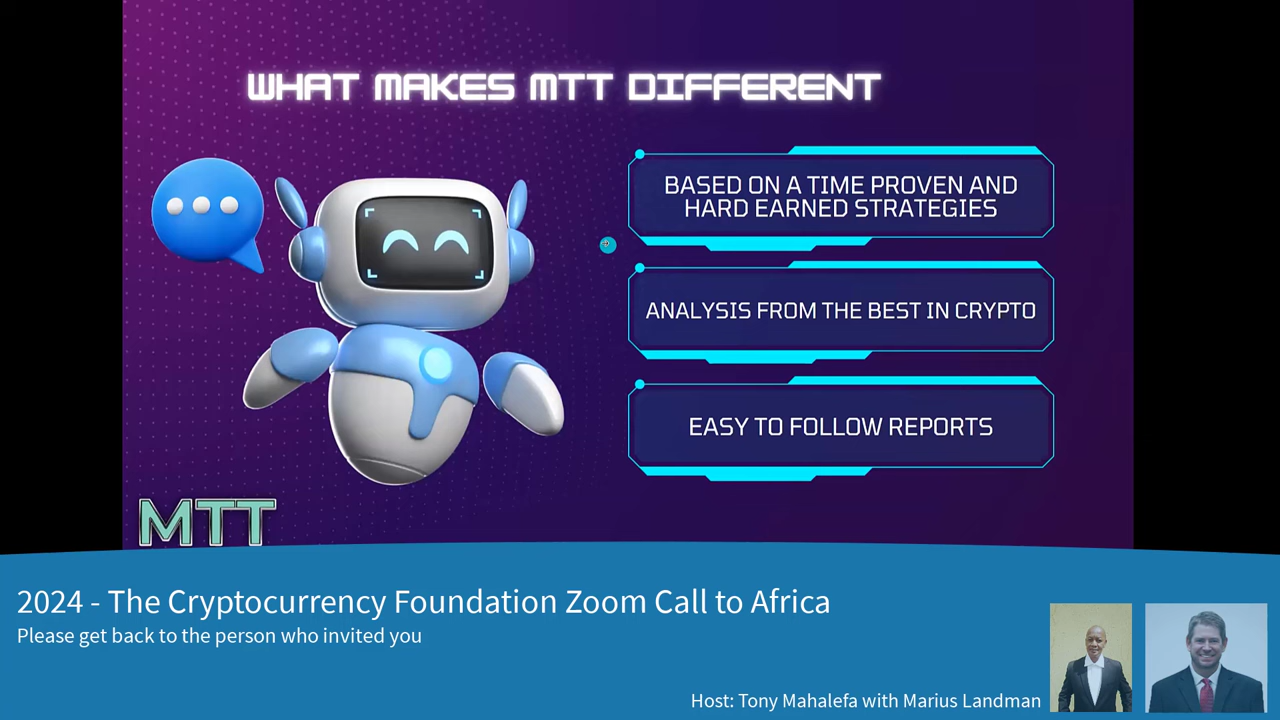 WHAT MAKES MTT DIFFERENT
BASED ON A TIME PROVEN AND
HARD EARNED STRATEGIES
ANALYSIS FROM THE BEST IN CRYPTO
EASY TO FOLLOW REPORTS
MTT
2024 - The Cryptocurrency Foundation Zoom Call to Africa
Please get back to the person who invited you
Host: Tony Mahalefa with Marius Landman